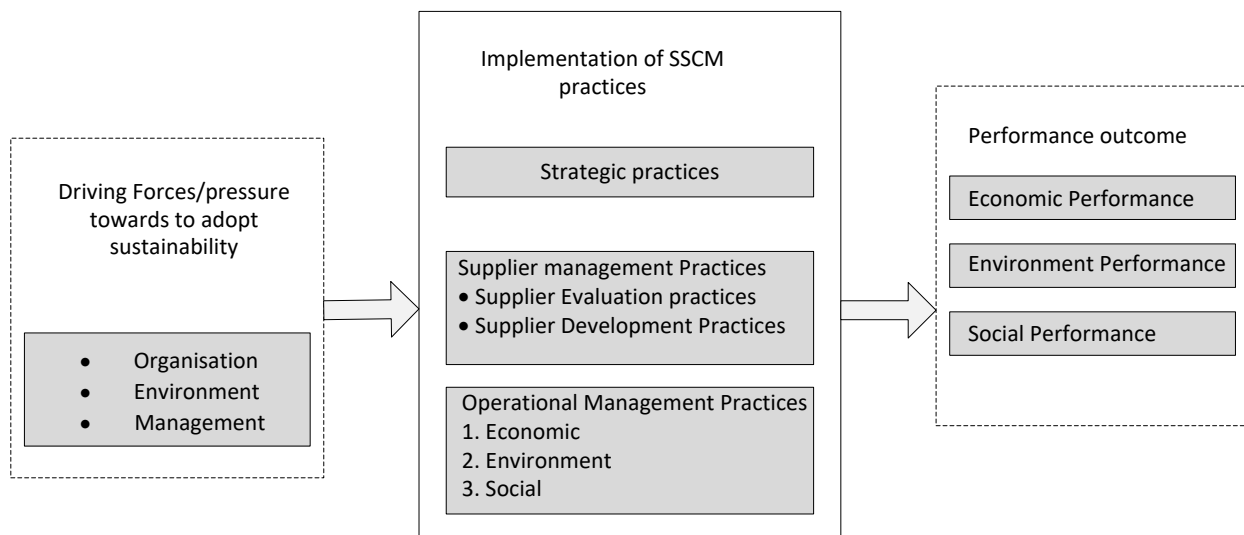 Driving Forces/pressure
towards to adopt
sustainability
• Organisation
• Environment
• Management
Implementation of SSCM
practices
Strategic practices
Supplier management Practices
• Supplier Evaluation practices
• Supplier Development Practices
Operational Management Practices
1. Economic
2. Environment
3. Social
Performance outcome
Economic Performance
Environment Performance
Social Performance